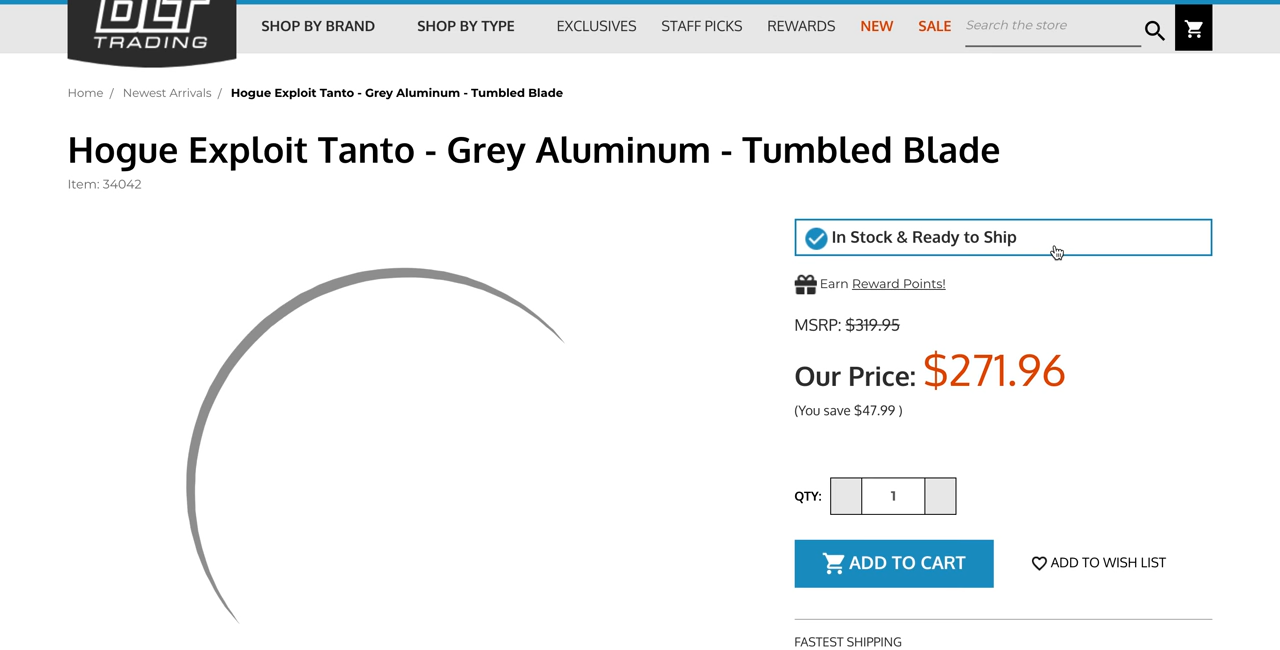 DLT
TRADING
SHOP BY BRAND SHOP BY TYPE EXCLUSIVES STAFF PICKS REWARDS NEW SALE Search the store
Home / Newest Arrivals / Hogue Exploit Tanto - Grey Aluminum - Tumbled Blade
Hogue Exploit Tanto - Grey Aluminum - Tumbled Blade
Item: 34042
In Stock & Ready to Ship
Earn Reward Points!
MSRP: $319.95
Our Price: $271.96
(You save $47.99 )
QTY: 1
ADD TO CART
ADD TO WISH LIST
FASTEST SHIPPING